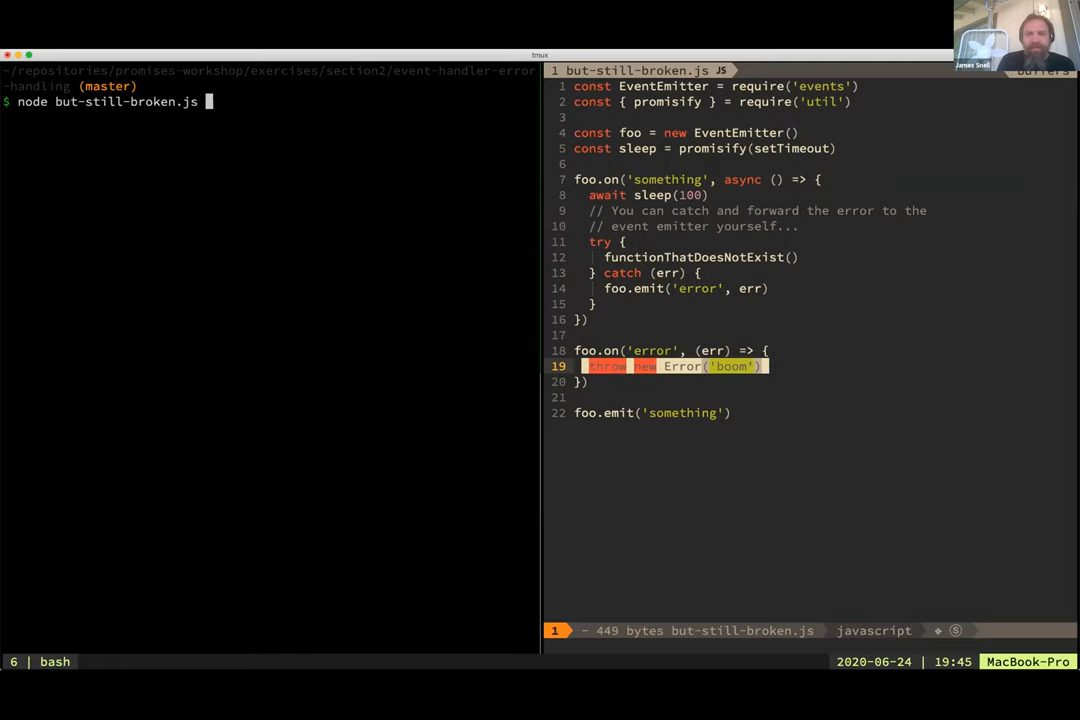 James Snell
tmux
~/repositories/promises-workshop/exercises/section2/event-handler-error
-handling (master)
$ node but-still-broken.js
1 but-still-broken.js JS
buffers
1 const EventEmitter = require('events')
2 const { promisify } = require('util')
3
4 const foo = new EventEmitter()
5 const sleep = promisify(setTimeout)
6
7 foo.on('something', async () => {
8 await sleep(100)
9 // You can catch and forward the error to the
10 // event emitter yourself...
11 try {
12 functionThatDoesNotExist()
13 } catch (err) {
14 foo.emit('error', err)
15 }
16 })
17
18 foo.on('error', (err) => {
19 throw new Error('boom')
20 })
21
22 foo.emit('something')
1 - 449 bytes but-still-broken.js javascript ❖ Ⓢ
6 | bash 2020-06-24 | 19:45 MacBook-Pro